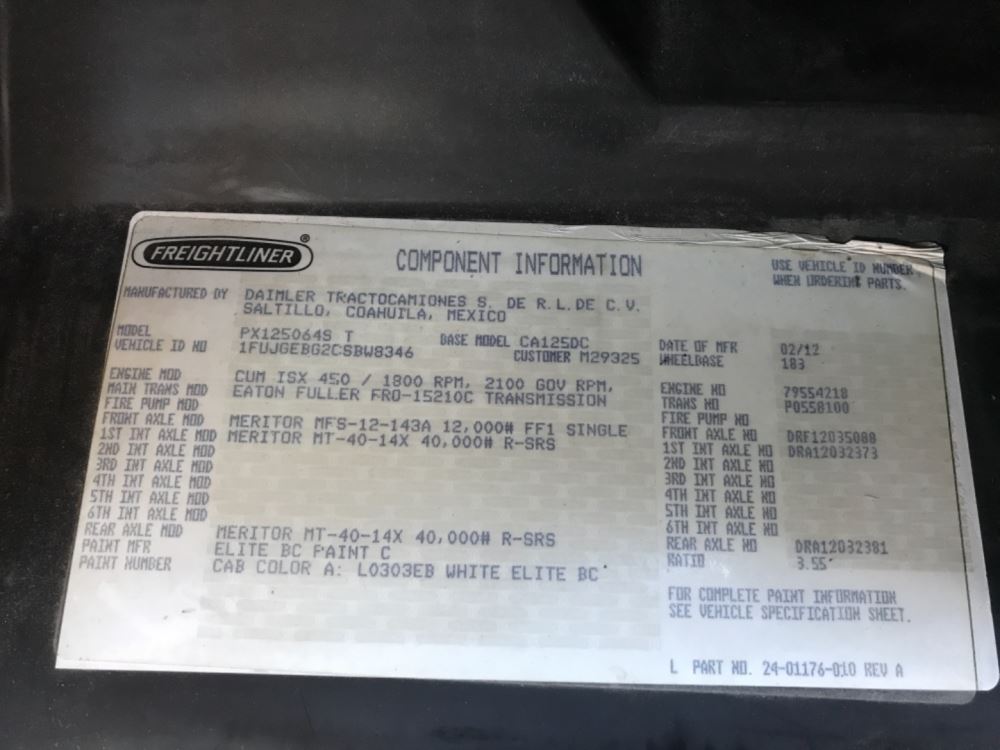 FREIGHTLINER ®
COMPONENT INFORMATION
USE VEHICLE ID NUMBER
WHEN ORDERING PARTS.
MANUFACTURED BY DAIMLER TRACTOCAMIONES S. DE R.L.DE C.V.
SALTILLO, COAHUILA, MEXICO
MODEL PX125064S T BASE MODEL CA125DC DATE OF MFR 02/12
VEHICLE ID NO 1FUJGEBG2CSBW8346 CUSTOMER M29325 WHEELBASE 183
ENGINE MOD CUM ISX 450 / 1800 RPM, 2100 GOV RPM, ENGINE NO 79554218
MAIN TRANS MOD EATON FULLER FRO-15210C TRANSMISSION TRANS NO P0558100
FIRE PUMP MOD FIRE PUMP NO
FRONT AXLE MOD MERITOR MFS-12-143A 12,000# FF1 SINGLE FRONT AXLE NO DRF12035088
1ST INT AXLE MOD MERITOR MT-40-14X 40,000# R-SRS 1ST INT AXLE NO DRA12032373
2ND INT AXLE MOD 2ND INT AXLE NO
3RD INT AXLE MOD 3RD INT AXLE NO
4TH INT AXLE MOD 4TH INT AXLE NO
5TH INT AXLE MOD 5TH INT AXLE NO
6TH INT AXLE MOD 6TH INT AXLE NO
REAR AXLE MOD MERITOR MT-40-14X 40,000# R-SRS REAR AXLE NO DRA12032381
PAINT MFR ELITE BC PAINT C RATIO 3.55
PAINT NUMBER CAB COLOR A: L0303EB WHITE ELITE BC
FOR COMPLETE PAINT INFORMATION
SEE VEHICLE SPECIFICATION SHEET.
L PART NO. 24-01176-010 REV A